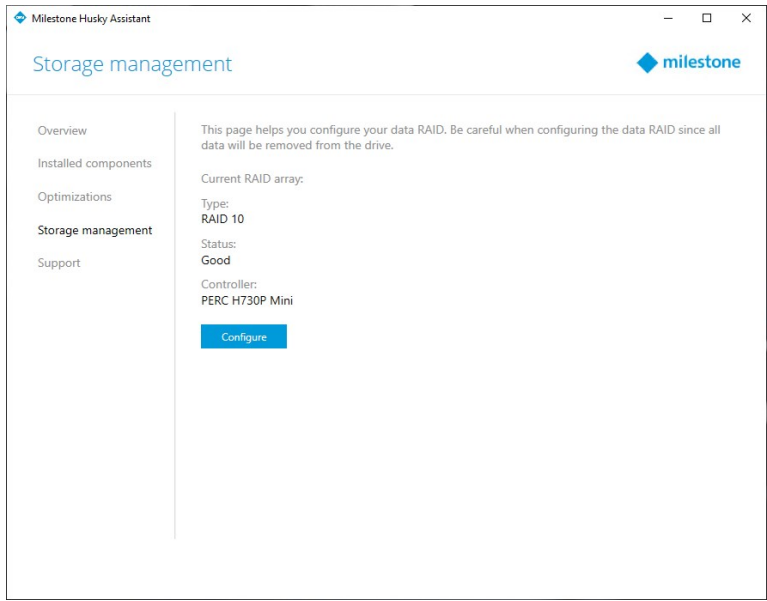 Milestone Husky Assistant
Storage management
milestone
Overview
Installed components
Optimizations
Storage management
Support
This page helps you configure your data RAID. Be careful when configuring the data RAID since all
data will be removed from the drive.
Current RAID array:
Type:
RAID 10
Status:
Good
Controller:
PERC H730P Mini
Configure